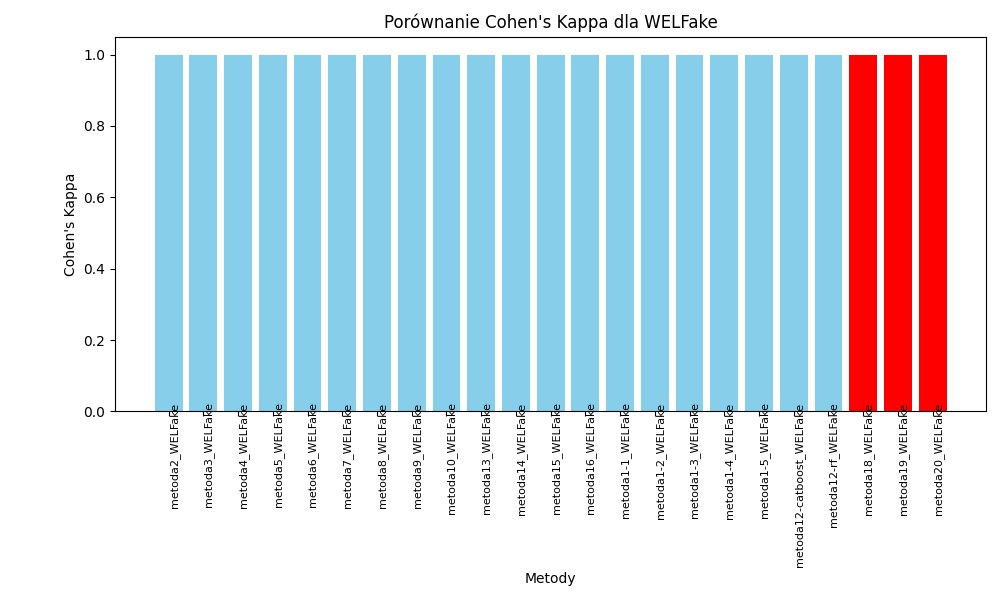 Porównanie Cohen's Kappa dla WELFake
Cohen's Kappa
1.0
0.8
0.6
0.4
0.2
0.0
metoda2_WELFake
metoda3_WELFake
metoda4_WELFake
metoda5_WELFake
metoda6_WELFake
metoda7_WELFake
metoda8_WELFake
metoda9_WELFake
metoda10_WELFake
metoda13_WELFake
metoda14_WELFake
metoda15_WELFake
metoda16_WELFake
metoda1-1_WELFake
metoda1-2_WELFake
metoda1-3_WELFake
metoda1-4_WELFake
metoda1-5_WELFake
metoda12-catboost_WELFake
metoda12-rf_WELFake
metoda18_WELFake
metoda19_WELFake
metoda20_WELFake
Metody